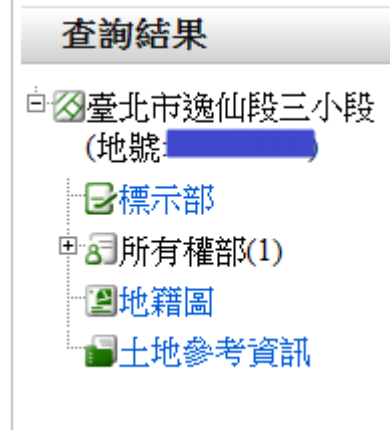 查詢結果
臺北市逸仙段三小段
(地號:)
標示部
所有權部(1)
地籍圖
土地參考資訊